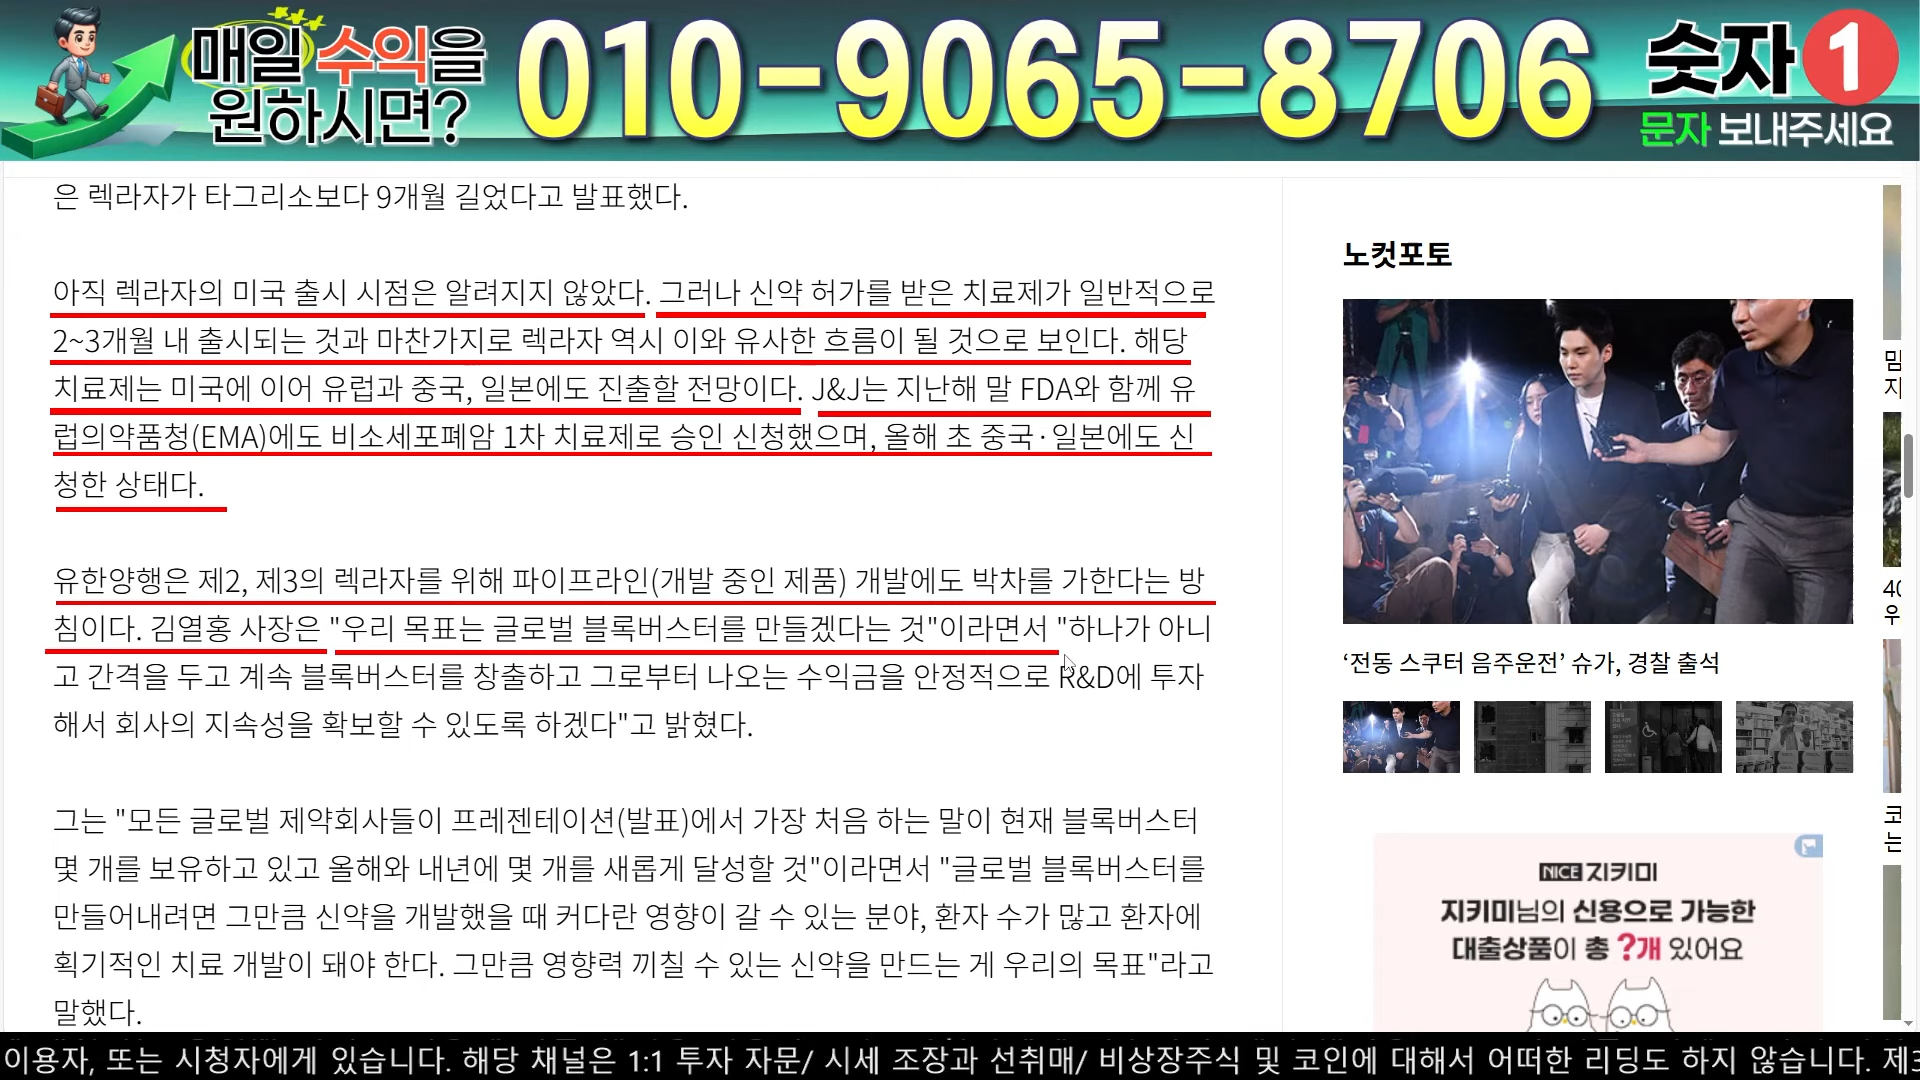 매일 수익을
원하시면?
010-9065-8706
숫자 1
문자 보내주세요
은 렉라자가 타그리소보다 9개월 길었다고 발표했다.
아직 렉라자의 미국 출시 시점은 알려지지 않았다. 그러나 신약 허가를 받은 치료제가 일반적으로
2~3개월 내 출시되는 것과 마찬가지로 렉라자 역시 이와 유사한 흐름이 될 것으로 보인다. 해당
치료제는 미국에 이어 유럽과 중국, 일본에도 진출할 전망이다. J&J는 지난해 말 FDA와 함께 유
럽의약품청(EMA)에도 비소세포폐암 1차 치료제로 승인 신청했으며, 올해 초 중국·일본에도 신
청한 상태다.
유한양행은 제2, 제3의 렉라자를 위해 파이프라인(개발 중인 제품) 개발에도 박차를 가한다는 방
침이다. 김열홍 사장은 "우리 목표는 글로벌 블록버스터를 만들겠다는 것"이라면서 "하나가 아니
고 간격을 두고 계속 블록버스터를 창출하고 그로부터 나오는 수익금을 안정적으로 R&D에 투자
해서 회사의 지속성을 확보할 수 있도록 하겠다"고 밝혔다.
그는 "모든 글로벌 제약회사들이 프레젠테이션(발표)에서 가장 처음 하는 말이 현재 블록버스터
몇 개를 보유하고 있고 올해와 내년에 몇 개를 새롭게 달성할 것"이라면서 "글로벌 블록버스터를
만들어내려면 그만큼 신약을 개발했을 때 커다란 영향이 갈 수 있는 분야, 환자 수가 많고 환자에
획기적인 치료 개발이 돼야 한다. 그만큼 영향력 끼칠 수 있는 신약을 만드는 게 우리의 목표"라고
말했다.
노컷포토
‘전동 스쿠터 음주운전’ 슈가, 경찰 출석
NICE 지키미
지키미님의 신용으로 가능한
대출상품이 총 ?개 있어요
맘
지
40
우
코
는
이용자, 또는 시청자에게 있습니다. 해당 채널은 1:1 투자 자문/ 시세 조장과 선취매/ 비상장주식 및 코인에 대해서 어떠한 리딩도 하지 않습니다. 제3